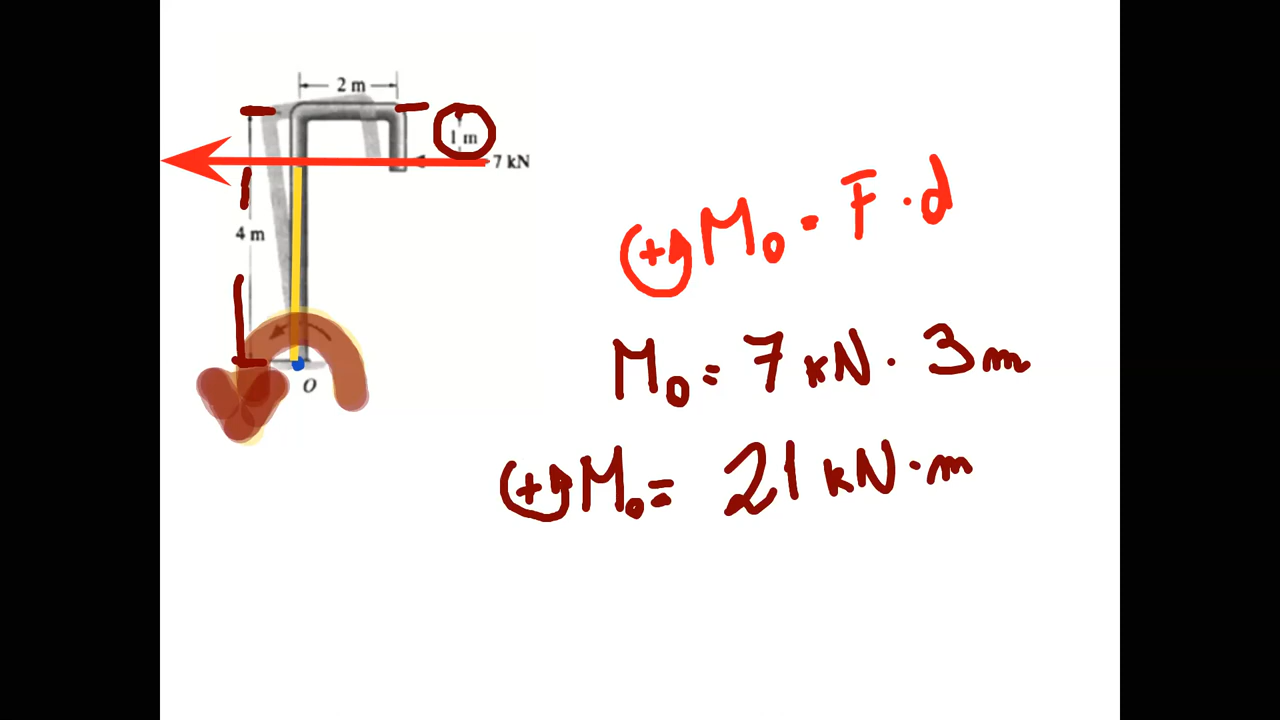 2 m
1 m
7 kN
4 m
O
+ M₀ = F · d
M₀ = 7 kN · 3 m
+ M₀ = 21 kN · m